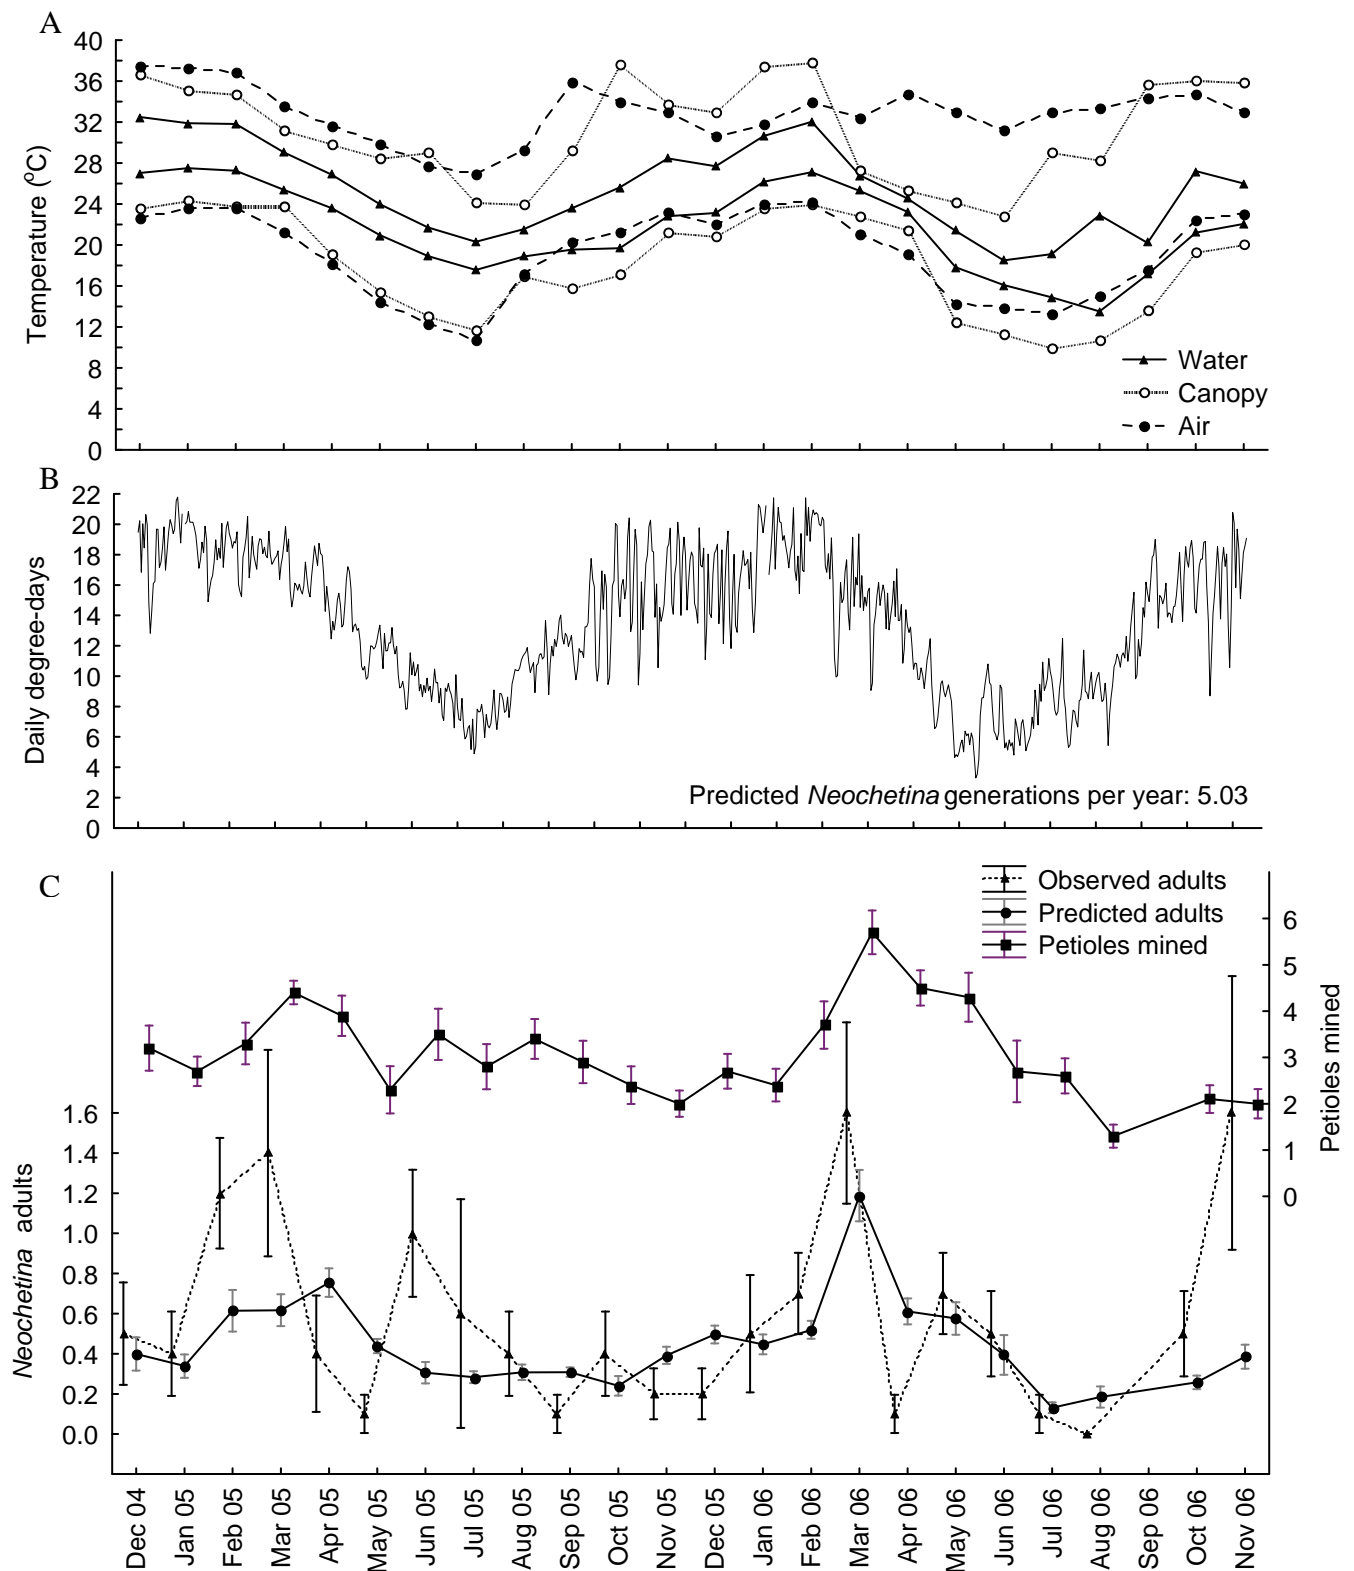 A
Temperature (°C)
40
36
32
28
24
20
16
12
8
4
0
Water
Canopy
Air
B
Daily degree-days
22
20
18
16
14
12
10
8
6
4
2
0
Predicted Neochetina generations per year: 5.03
C
Observed adults
Predicted adults
Petioles mined
Neochetina adults
1.6
1.4
1.2
1.0
0.8
0.6
0.4
0.2
0.0
6
5
4
3
2
1
0
Petioles mined
Dec 04
Jan 05
Feb 05
Mar 05
Apr 05
May 05
Jun 05
Jul 05
Aug 05
Sep 05
Oct 05
Nov 05
Dec 05
Jan 06
Feb 06
Mar 06
Apr 06
May 06
Jun 06
Jul 06
Aug 06
Sep 06
Oct 06
Nov 06